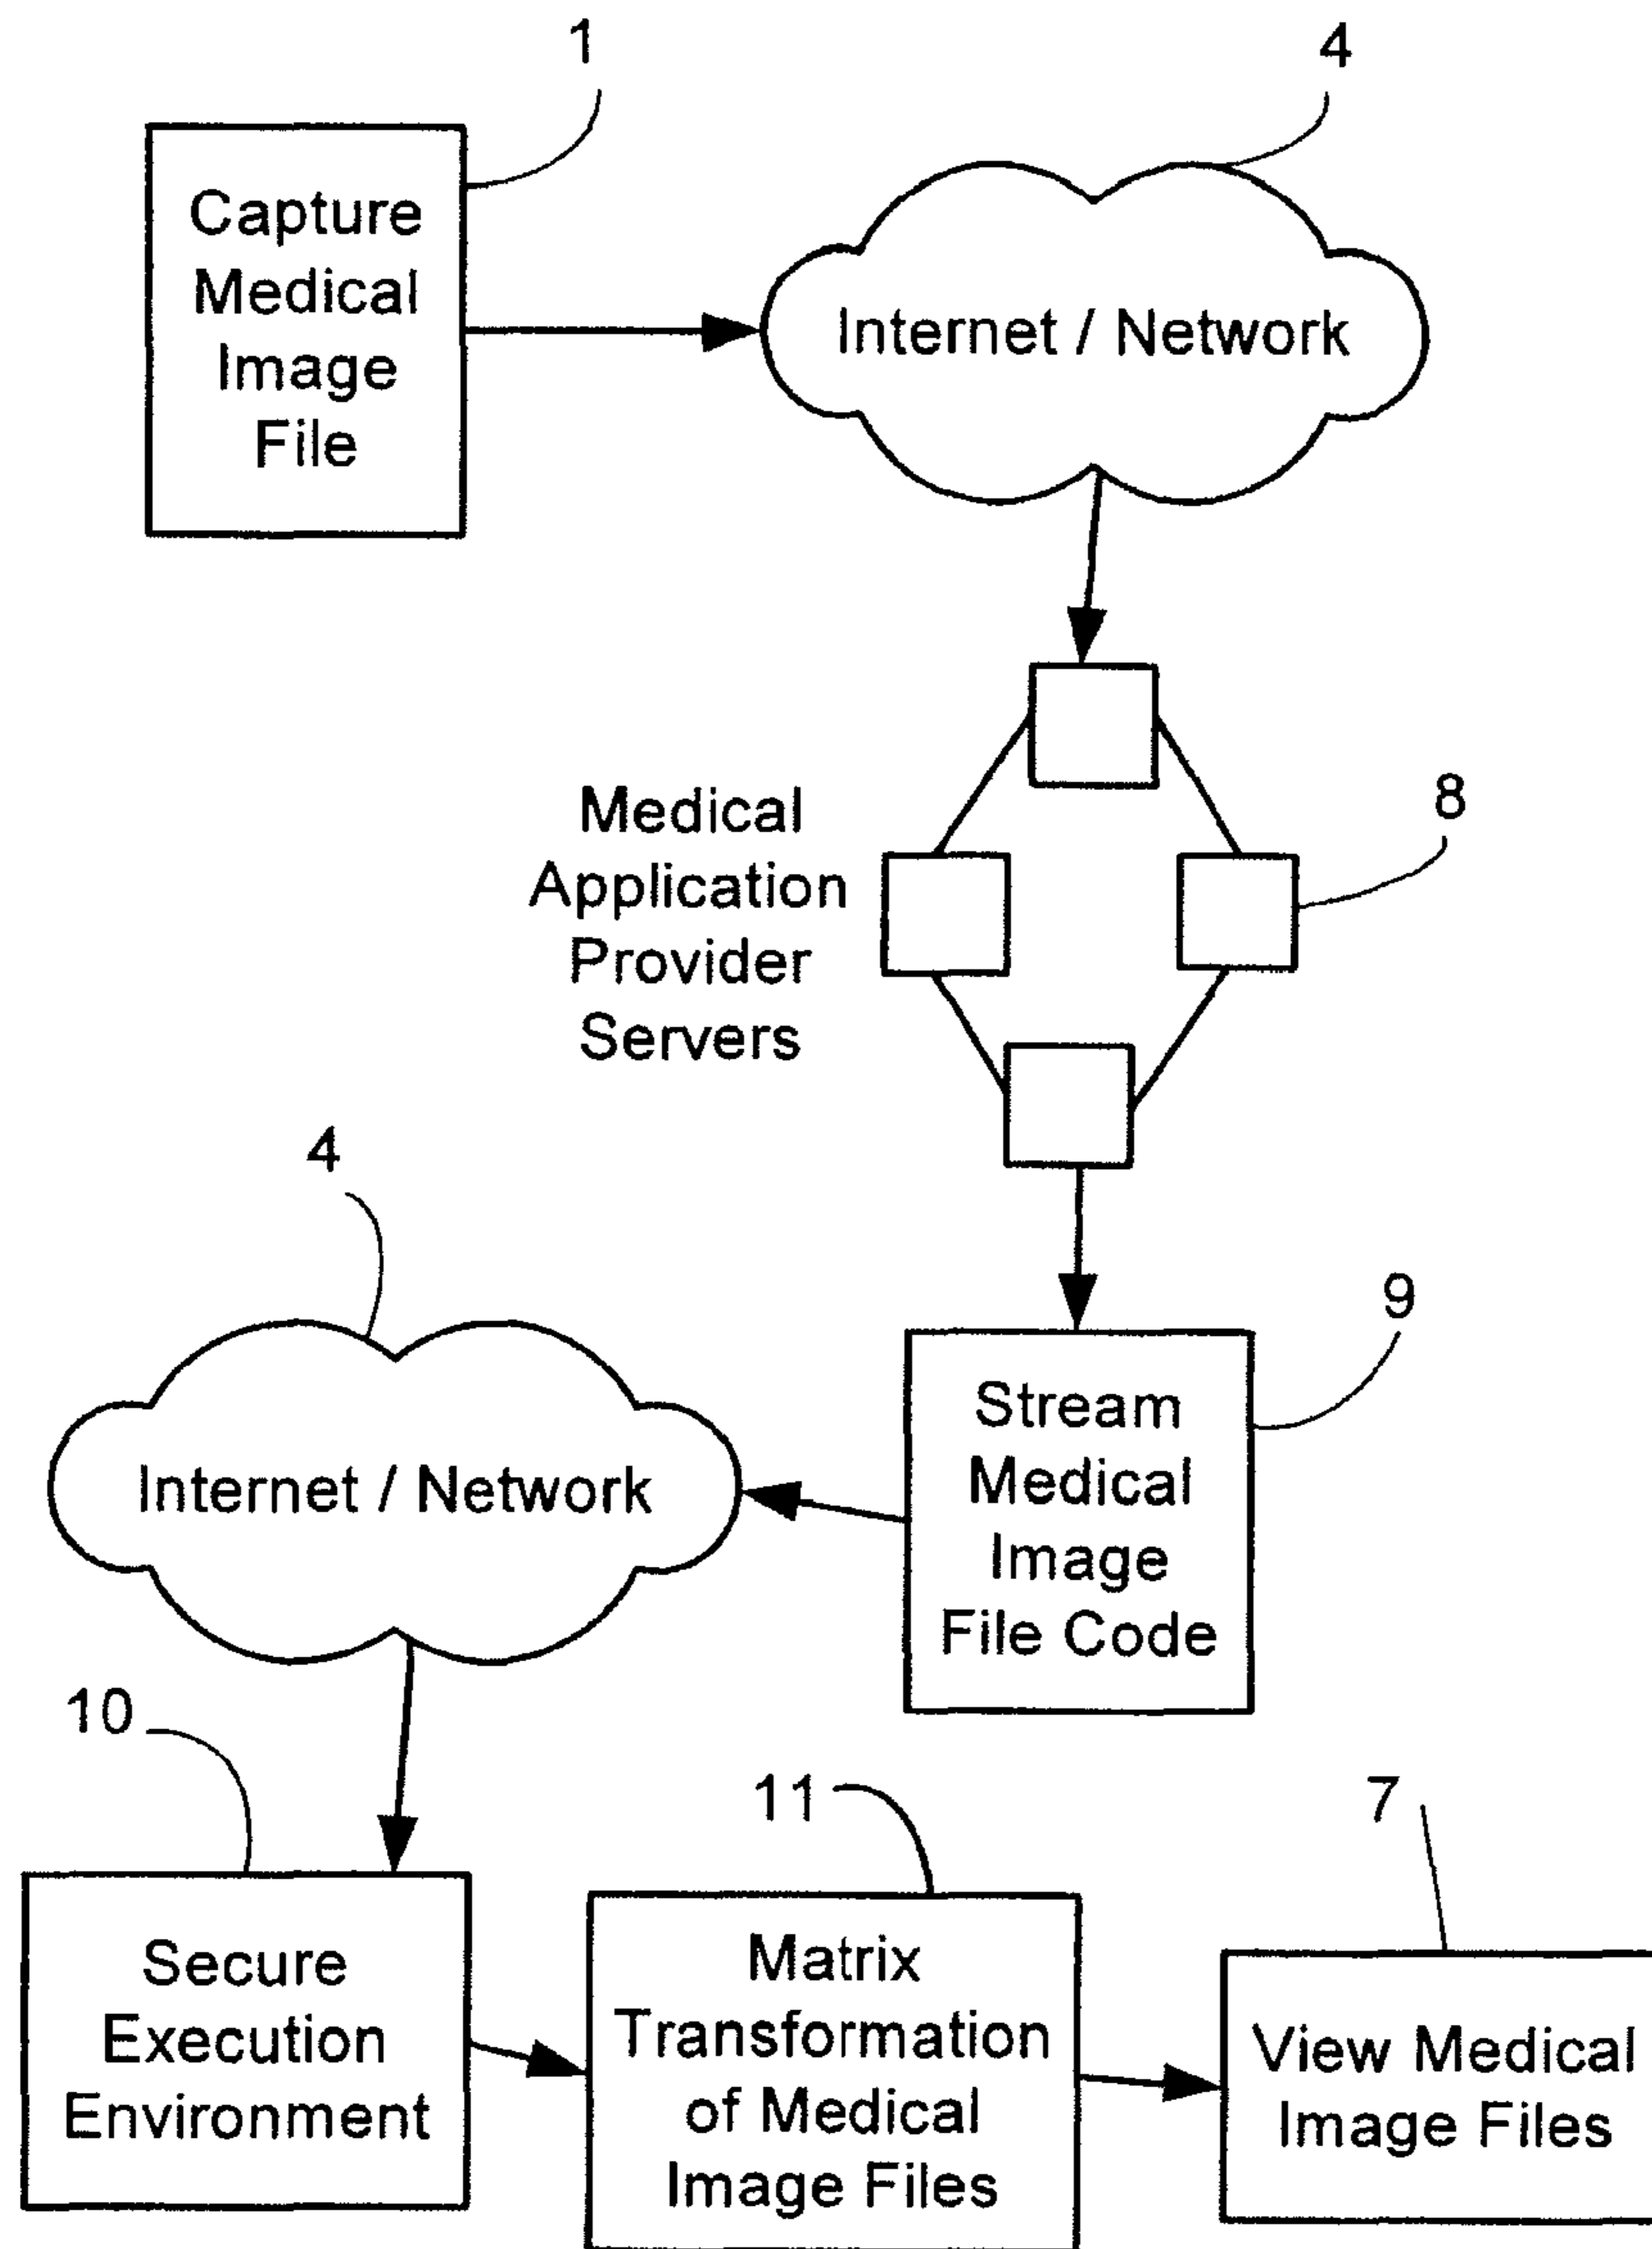 1
4
Capture
Medical
Image
File
Internet / Network
Medical
Application
Provider
Servers
8
4
9
Stream
Medical
Image
File Code
Internet / Network
10
11
7
Secure
Execution
Environment
Matrix
Transformation
of Medical
Image Files
View Medical
Image Files